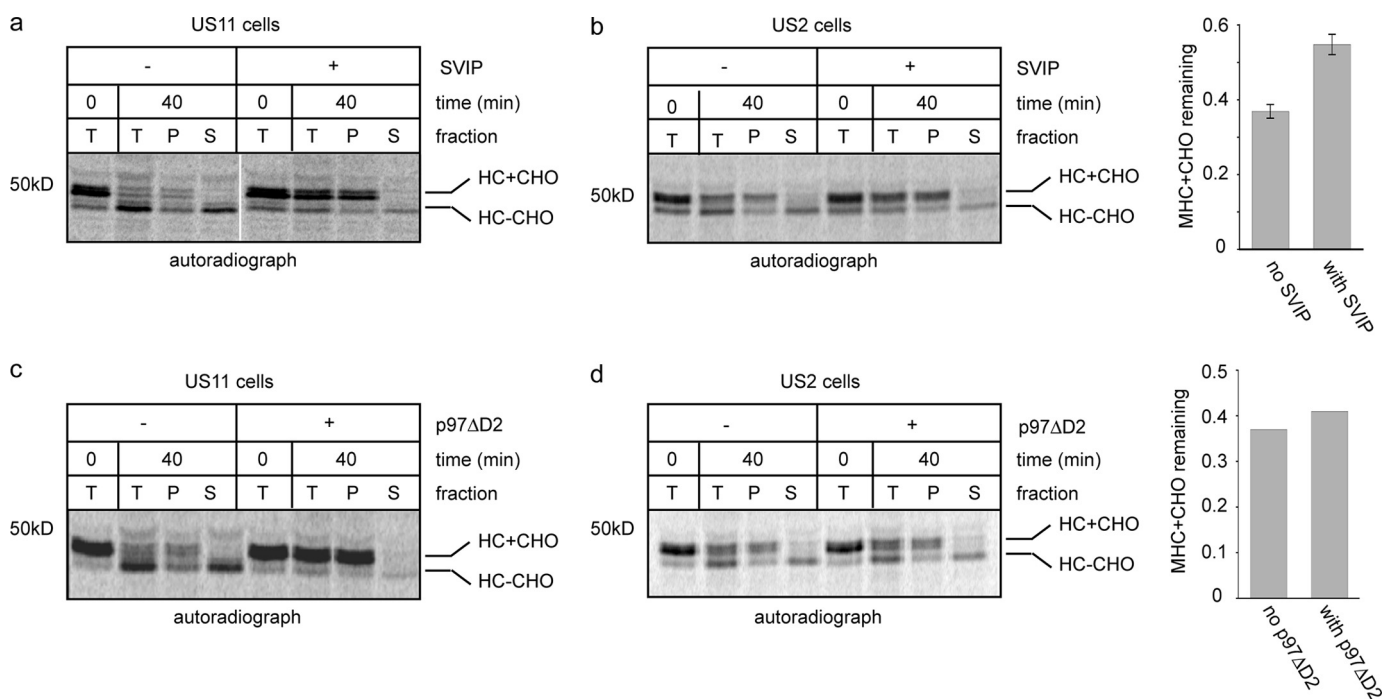 a
US11 cells
- + SVIP
0 40 0 40 time (min)
T T P S T T P S fraction
50kD
HC+CHO
HC-CHO
autoradiograph
b
US2 cells
- + SVIP
0 40 0 40 time (min)
T T P S T T P S fraction
50kD
HC+CHO
HC-CHO
autoradiograph
MHC+CHO remaining
0.6
0.4
0.2
0
no SVIP
with SVIP
c
US11 cells
- + p97ΔD2
0 40 0 40 time (min)
T T P S T T P S fraction
50kD
HC+CHO
HC-CHO
autoradiograph
d
US2 cells
- + p97ΔD2
0 40 0 40 time (min)
T T P S T T P S fraction
50kD
HC+CHO
HC-CHO
autoradiograph
MHC+CHO remaining
0.5
0.4
0.3
0.1
0
no p97ΔD2
with p97ΔD2